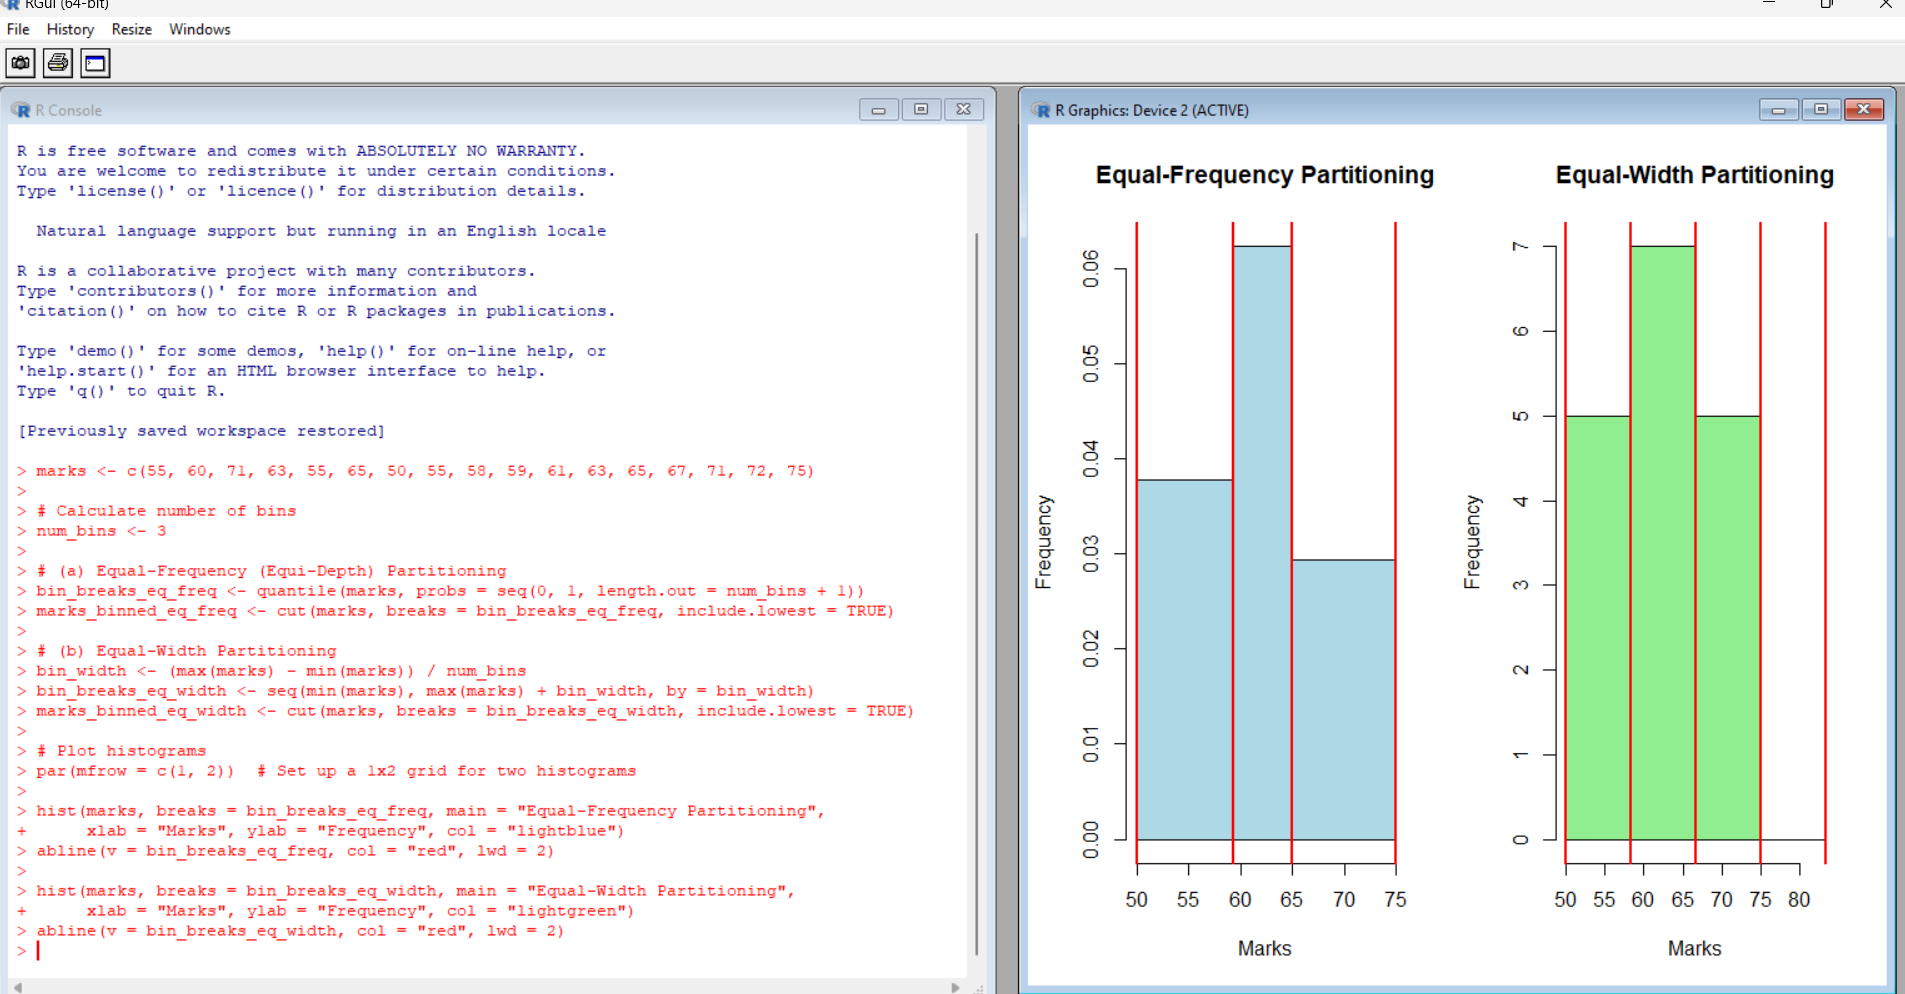 RGui (64-bit)
File History Resize Windows
R Console
R is free software and comes with ABSOLUTELY NO WARRANTY.
You are welcome to redistribute it under certain conditions.
Type 'license()' or 'licence()' for distribution details.
Natural language support but running in an English locale
R is a collaborative project with many contributors.
Type 'contributors()' for more information and
'citation()' on how to cite R or R packages in publications.
Type 'demo()' for some demos, 'help()' for on-line help, or
'help.start()' for an HTML browser interface to help.
Type 'q()' to quit R.
[Previously saved workspace restored]
> marks <- c(55, 60, 71, 63, 55, 65, 50, 55, 58, 59, 61, 63, 65, 67, 71, 72, 75)
>
> # Calculate number of bins
> num_bins <- 3
>
> # (a) Equal-Frequency (Equi-Depth) Partitioning
> bin_breaks_eq_freq <- quantile(marks, probs = seq(0, 1, length.out = num_bins + 1))
> marks_binned_eq_freq <- cut(marks, breaks = bin_breaks_eq_freq, include.lowest = TRUE)
>
> # (b) Equal-Width Partitioning
> bin_width <- (max(marks) - min(marks)) / num_bins
> bin_breaks_eq_width <- seq(min(marks), max(marks) + bin_width, by = bin_width)
> marks_binned_eq_width <- cut(marks, breaks = bin_breaks_eq_width, include.lowest = TRUE)
>
> # Plot histograms
> par(mfrow = c(1, 2))  # Set up a 1x2 grid for two histograms
>
> hist(marks, breaks = bin_breaks_eq_freq, main = "Equal-Frequency Partitioning",
+      xlab = "Marks", ylab = "Frequency", col = "lightblue")
> abline(v = bin_breaks_eq_freq, col = "red", lwd = 2)
>
> hist(marks, breaks = bin_breaks_eq_width, main = "Equal-Width Partitioning",
+      xlab = "Marks", ylab = "Frequency", col = "lightgreen")
> abline(v = bin_breaks_eq_width, col = "red", lwd = 2)
>
R Graphics: Device 2 (ACTIVE)
Equal-Frequency Partitioning
Frequency
0.06
0.05
0.04
0.03
0.02
0.01
0.00
50 55 60 65 70 75
Marks
Equal-Width Partitioning
Frequency
7
6
5
4
3
2
1
0
50 55 60 65 70 75 80
Marks